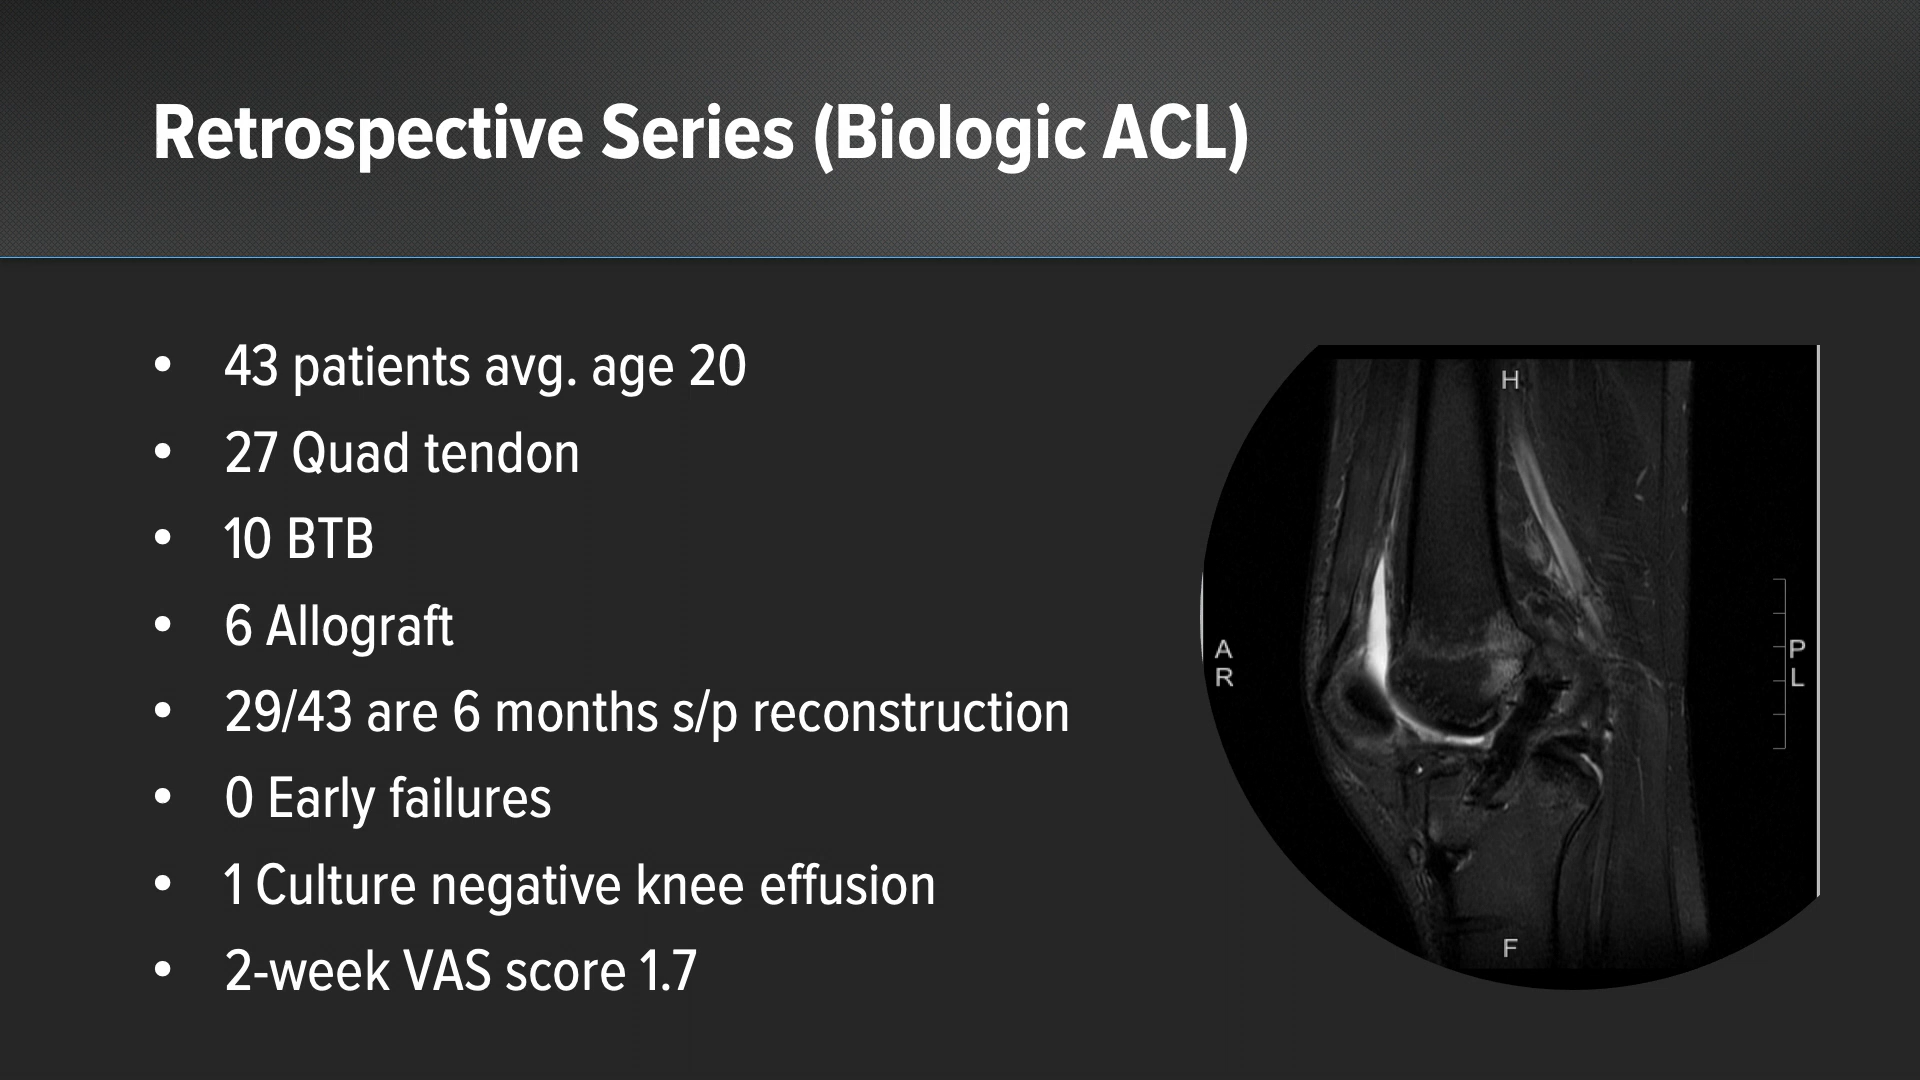 Retrospective Series (Biologic ACL)
• 43 patients avg. age 20
• 27 Quad tendon
• 10 BTB
• 6 Allograft
• 29/43 are 6 months s/p reconstruction
• 0 Early failures
• 1 Culture negative knee effusion
• 2-week VAS score 1.7
H
A
R
P
L
F